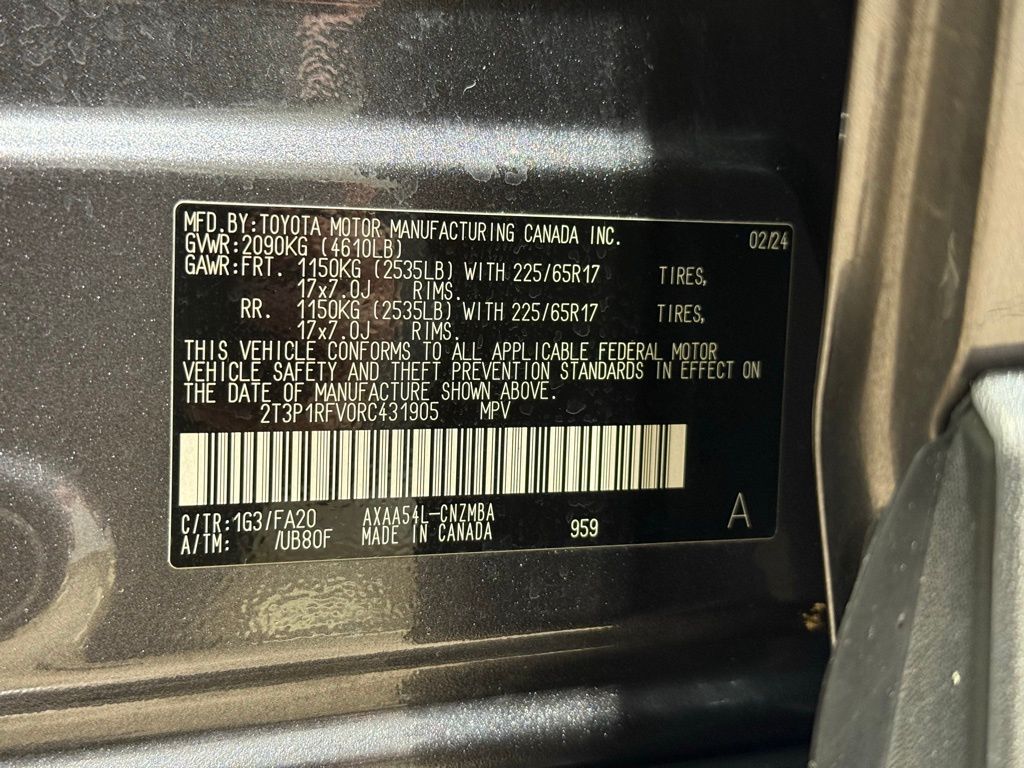 MFD.BY:TOYOTA MOTOR MANUFACTURING CANADA INC. 02/24
GVWR:2090KG (4610LB)
GAWR:FRT. 1150KG (2535LB) WITH 225/65R17 TIRES,
17x7.0J RIMS.
RR. 1150KG (2535LB) WITH 225/65R17 TIRES,
17x7.0J RIMS.
THIS VEHICLE CONFORMS TO ALL APPLICABLE FEDERAL MOTOR
VEHICLE SAFETY AND THEFT PREVENTION STANDARDS IN EFFECT ON
THE DATE OF MANUFACTURE SHOWN ABOVE.
2T3P1RFV0RC431905 MPV
C/TR:1G3/FA20 AXAA54L-CNZMBA
A/TM: /UB80F MADE IN CANADA 959 A